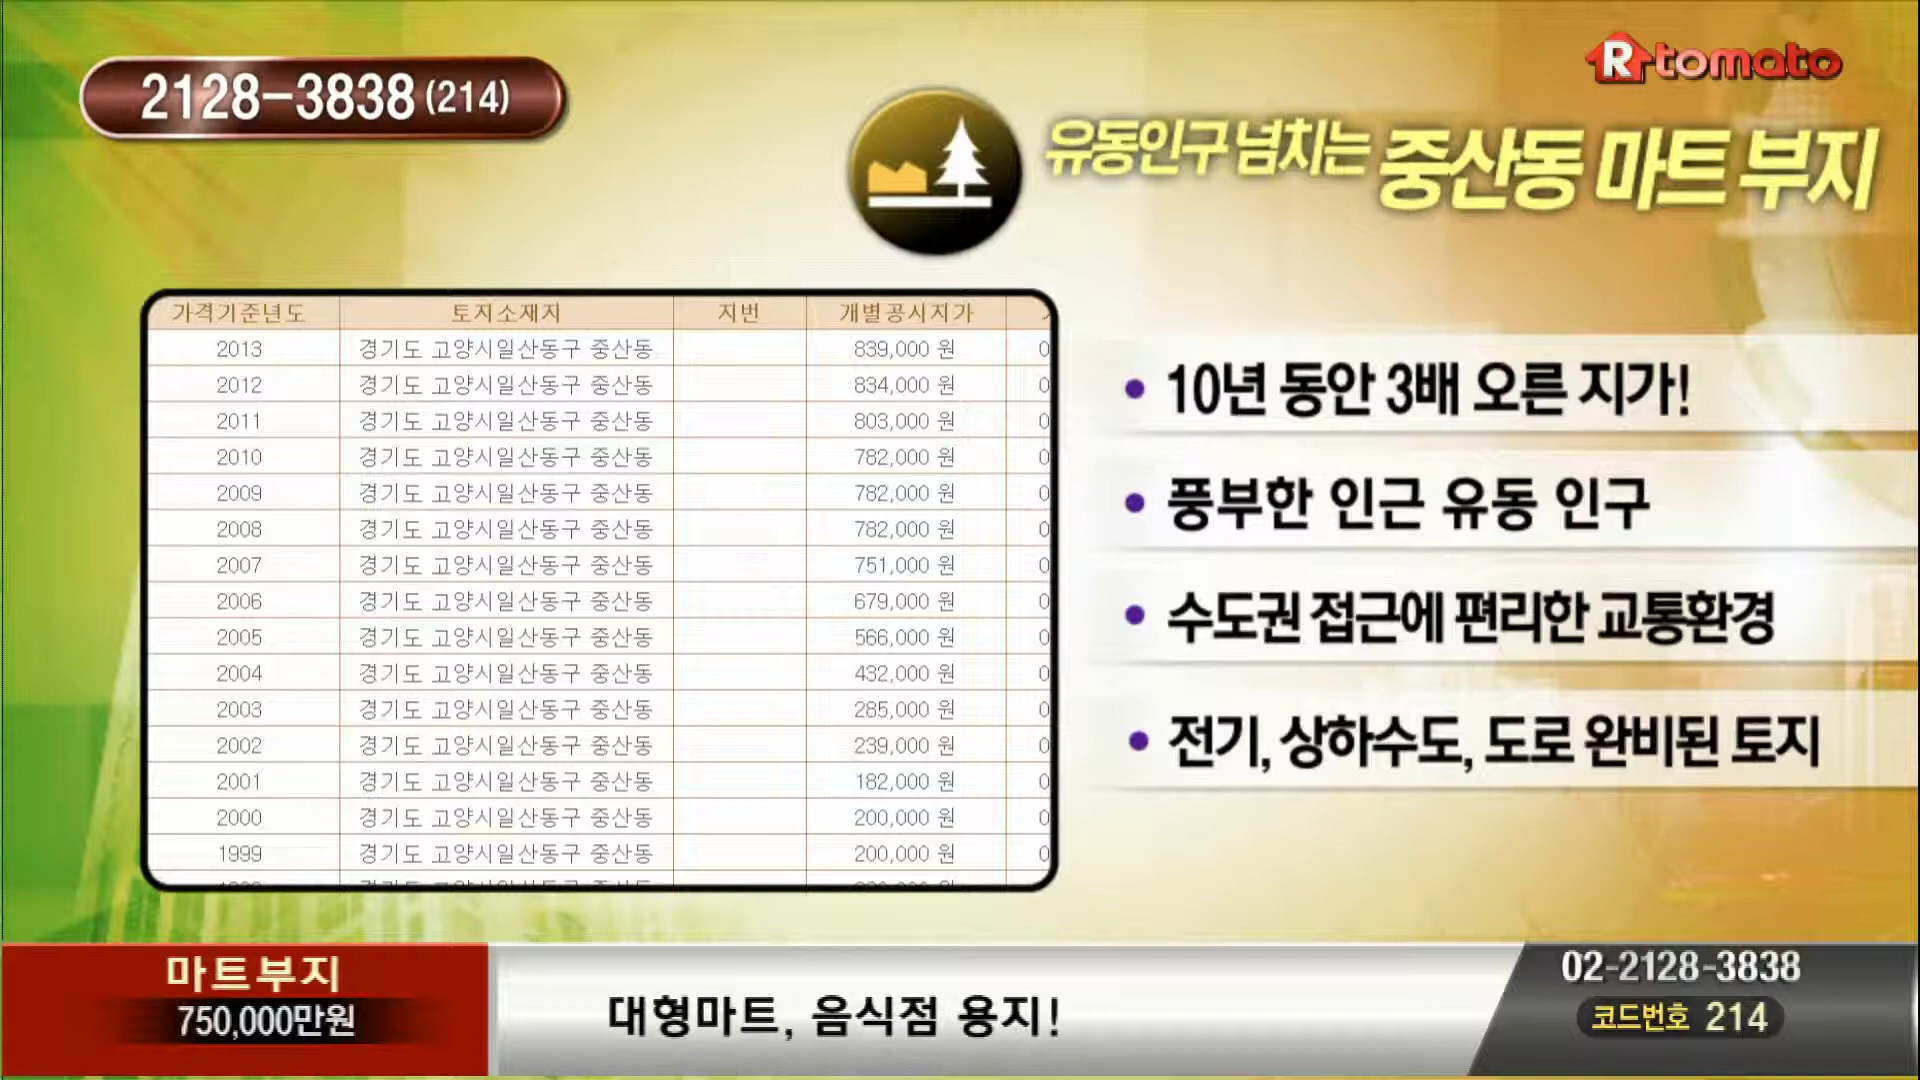 2128-3838 (214)
Rtomato
유동인구 넘치는 중산동 마트 부지
가격기준년도 토지소재지 지번 개별공시지가
2013 경기도 고양시일산동구 중산동 839,000 원 0
2012 경기도 고양시일산동구 중산동 834,000 원 0
2011 경기도 고양시일산동구 중산동 803,000 원 0
2010 경기도 고양시일산동구 중산동 782,000 원 0
2009 경기도 고양시일산동구 중산동 782,000 원 0
2008 경기도 고양시일산동구 중산동 782,000 원 0
2007 경기도 고양시일산동구 중산동 751,000 원 0
2006 경기도 고양시일산동구 중산동 679,000 원 0
2005 경기도 고양시일산동구 중산동 566,000 원 0
2004 경기도 고양시일산동구 중산동 432,000 원 0
2003 경기도 고양시일산동구 중산동 285,000 원 0
2002 경기도 고양시일산동구 중산동 239,000 원 0
2001 경기도 고양시일산동구 중산동 182,000 원 0
2000 경기도 고양시일산동구 중산동 200,000 원 0
1999 경기도 고양시일산동구 중산동 200,000 원 0
• 10년 동안 3배 오른 지가!
• 풍부한 인근 유동 인구
• 수도권 접근에 편리한 교통환경
• 전기, 상하수도, 도로 완비된 토지
마트부지
750,000만원
대형마트, 음식점 용지!
02-2128-3838
코드번호 214